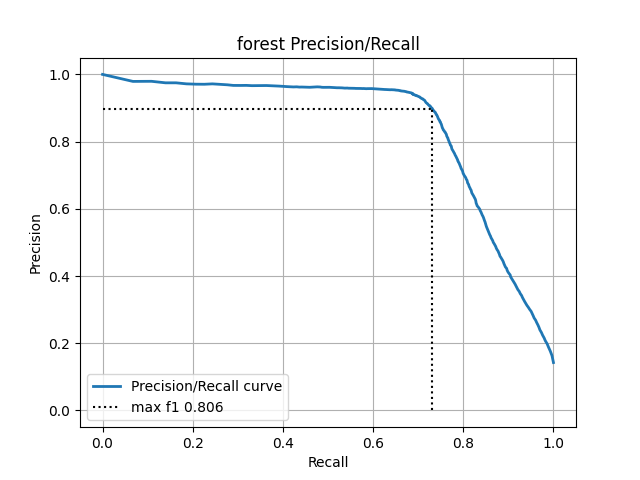 forest Precision/Recall
1.0
0.8
0.6
0.4
0.2
0.0
Precision
Precision/Recall curve
max f1 0.806
0.0 0.2 0.4 0.6 0.8 1.0
Recall